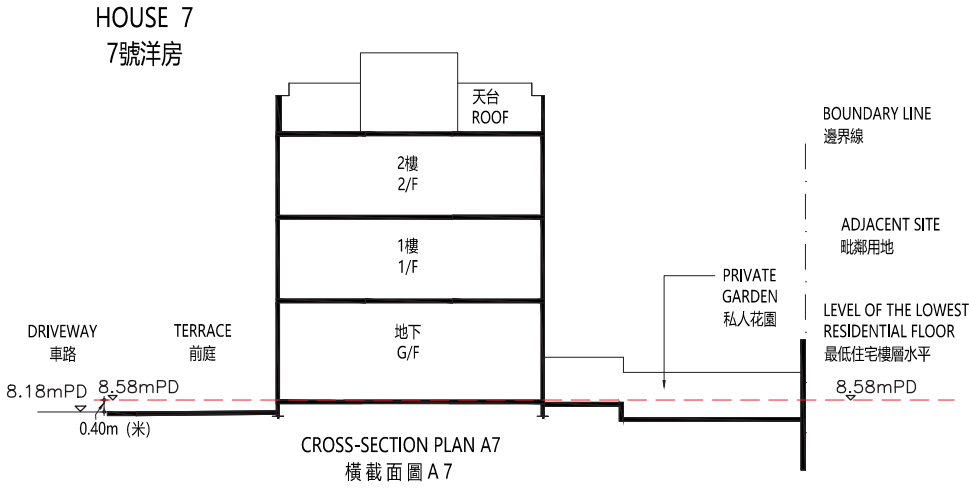 HOUSE 7
7號洋房
天台
ROOF
BOUNDARY LINE
邊界線
2樓
2/F
ADJACENT SITE
毗鄰用地
1樓
1/F
PRIVATE
GARDEN
私人花園
LEVEL OF THE LOWEST
RESIDENTIAL FLOOR
最低住宅樓層水平
DRIVEWAY
車路
TERRACE
前庭
地下
G/F
8.18mPD
8.58mPD
8.58mPD
0.40m (米)
CROSS-SECTION PLAN A7
橫截面圖A7